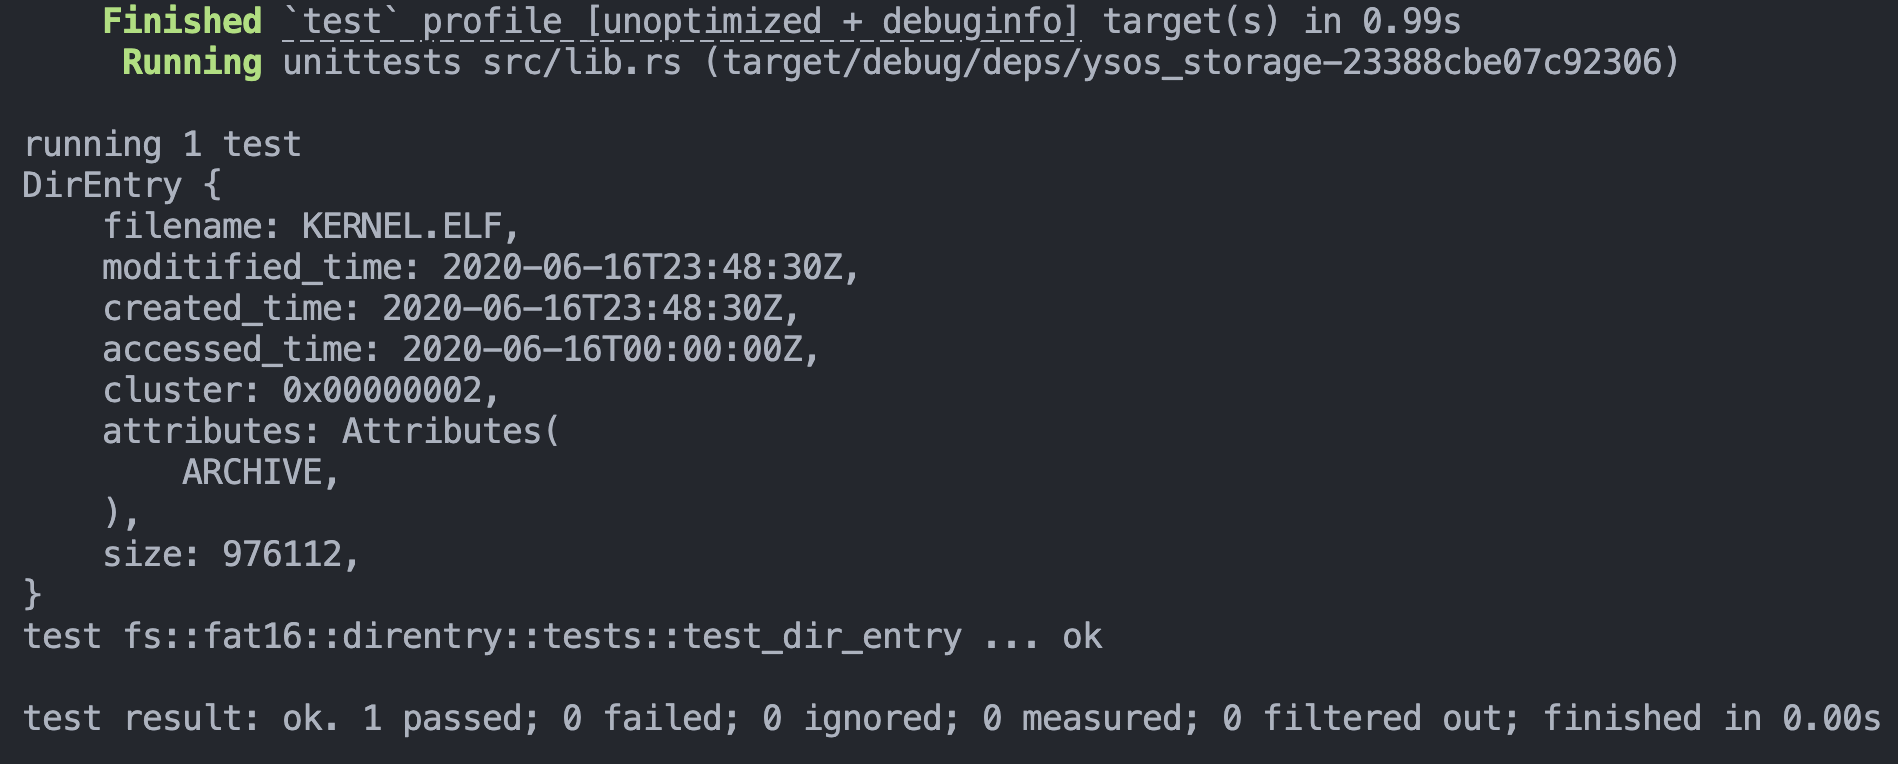 Finished `test` profile [unoptimized + debuginfo] target(s) in 0.99s
Running unittests src/lib.rs (target/debug/deps/ysos_storage-23388cbe07c92306)
running 1 test
DirEntry {
filename: KERNEL.ELF,
moditified_time: 2020-06-16T23:48:30Z,
created_time: 2020-06-16T23:48:30Z,
accessed_time: 2020-06-16T00:00:00Z,
cluster: 0x00000002,
attributes: Attributes(
ARCHIVE,
),
size: 976112,
}
test fs::fat16::direntry::tests::test_dir_entry ... ok
test result: ok. 1 passed; 0 failed; 0 ignored; 0 measured; 0 filtered out; finished in 0.00s